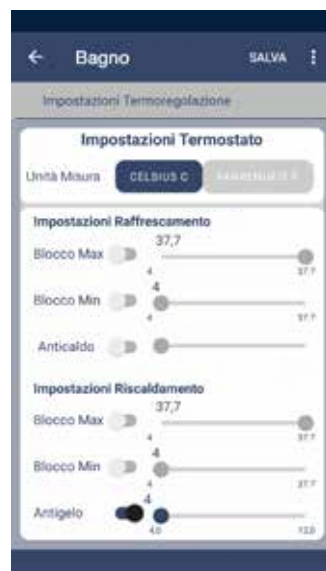 Bagno SALVA
Impostazioni Termoregolazione
Impostazioni Termostato
Unità Misura CELSIUS C FAHRENHEIT F
Impostazioni Raffrescamento
37,7
Blocco Max
4 37,7
4
Blocco Min
4 37,7
Anticaldo
Impostazioni Riscaldamento
37,7
Blocco Max
4 37,7
4
Blocco Min
4 37,7
4
Antigelo
4,0 12,0